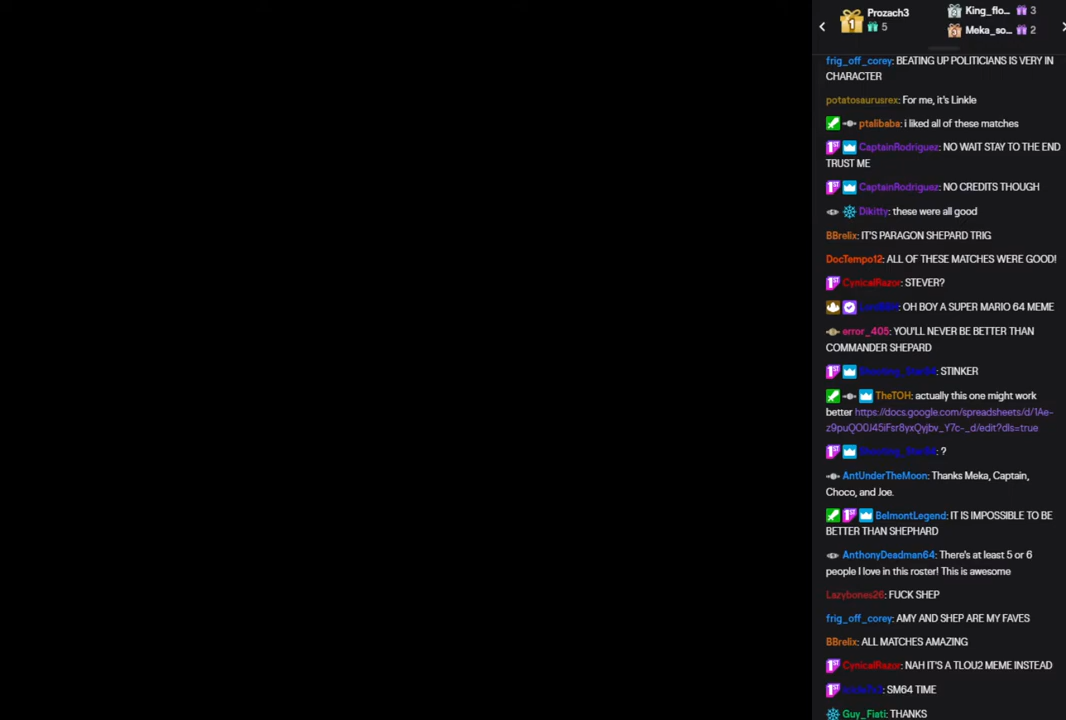 Prozach3
5
King_flo... 3
Meka_so... 2
frig_off_corey: BEATING UP POLITICIANS IS VERY IN
CHARACTER
potatosaurusrex: For me, it's Linkle
ptalibaba: i liked all of these matches
CaptainRodriguez: NO WAIT STAY TO THE END
TRUST ME
CaptainRodriguez: NO CREDITS THOUGH
Dikitty: these were all good
BBrelix: IT'S PARAGON SHEPARD TRIG
DocTempo12: ALL OF THESE MATCHES WERE GOOD!
CynicalRazor: STEVER?
: OH BOY A SUPER MARIO 64 MEME
error_405: YOU'LL NEVER BE BETTER THAN
COMMANDER SHEPARD
: STINKER
TheTOH: actually this one might work
better https://docs.google.com/spreadsheets/d/1Ae-
z9puQO0J45iFsr8yxQyjbv_Y7c-_d/edit?dls=true
: ?
AntUnderTheMoon: Thanks Meka, Captain,
Choco, and Joe.
BelmontLegend: IT IS IMPOSSIBLE TO BE
BETTER THAN SHEPHARD
AnthonyDeadman64: There's at least 5 or 6
people I love in this roster! This is awesome
Lazybones26: FUCK SHEP
frig_off_corey: AMY AND SHEP ARE MY FAVES
BBrelix: ALL MATCHES AMAZING
CynicalRazor: NAH IT'S A TLOU2 MEME INSTEAD
: SM64 TIME
Guy_Fiati: THANKS